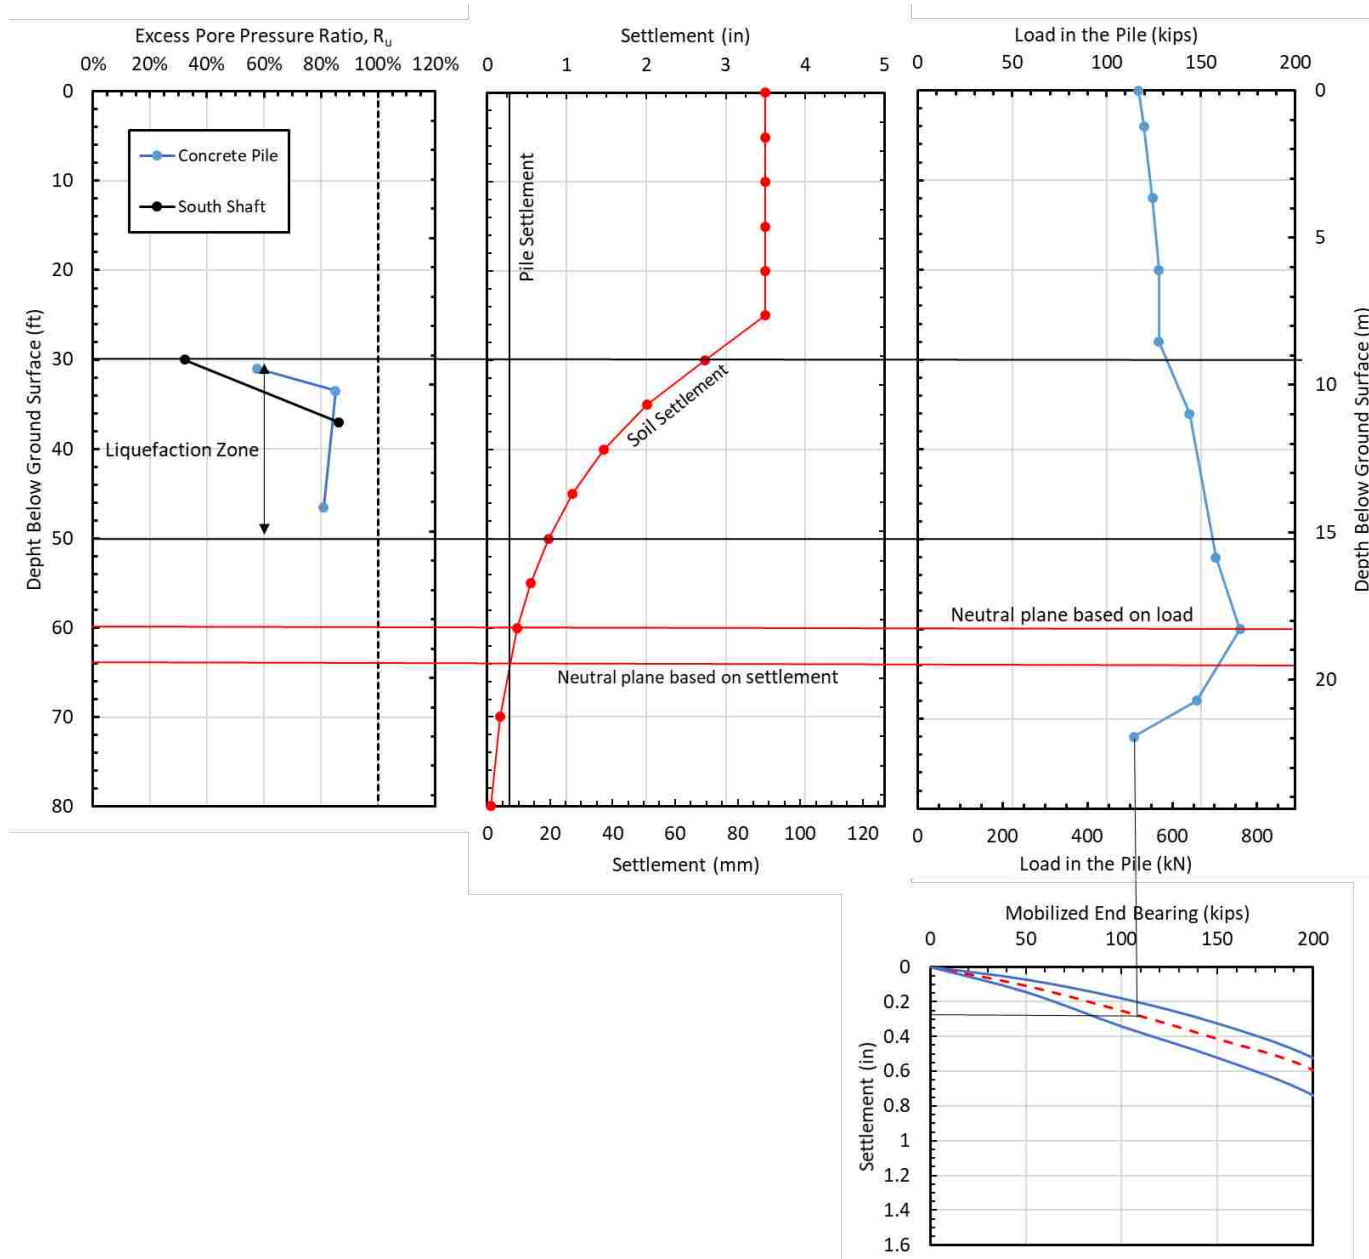 Excess Pore Pressure Ratio, Ru
0% 20% 40% 60% 80% 100% 120%
Depht Below Ground Surface (ft)
0
10
20
30
40
50
60
70
80
Concrete Pile
South Shaft
Liquefaction Zone
Settlement (in)
0 1 2 3 4 5
Pile Settlement
Soil Settlement
Neutral plane based on settlement
0 20 40 60 80 100 120
Settlement (mm)
Load in the Pile (kips)
0 50 100 150 200
Neutral plane based on load
0
5
10
15
20
Depth Below Ground Surface (m)
0 200 400 600 800
Load in the Pile (kN)
Mobilized End Bearing (kips)
0 50 100 150 200
Settlement (in)
0
0.2
0.4
0.6
0.8
1
1.2
1.4
1.6